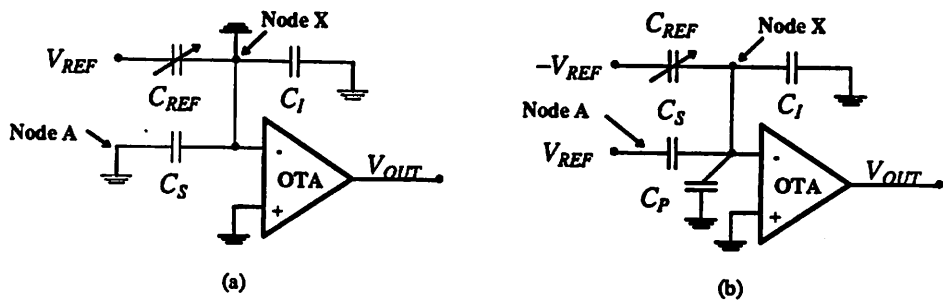 Node X
V_REF
C_REF
C_I
Node A
C_S
-
OTA
+
V_OUT
(a)
C_REF
Node X
-V_REF
Node A
C_S
C_I
V_REF
-
OTA
+
V_OUT
C_P
(b)